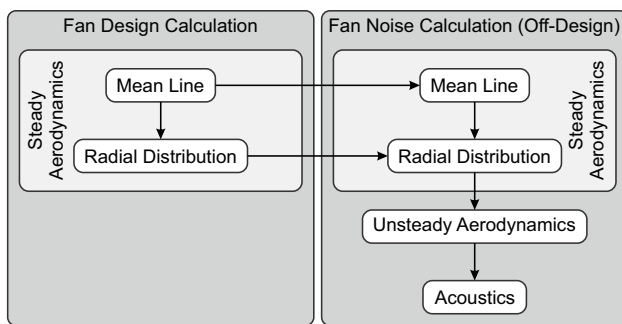 Fan Design Calculation
Steady
Aerodynamics
Mean Line
Radial Distribution
Fan Noise Calculation (Off-Design)
Mean Line
Radial Distribution
Steady
Aerodynamics
Unsteady Aerodynamics
Acoustics